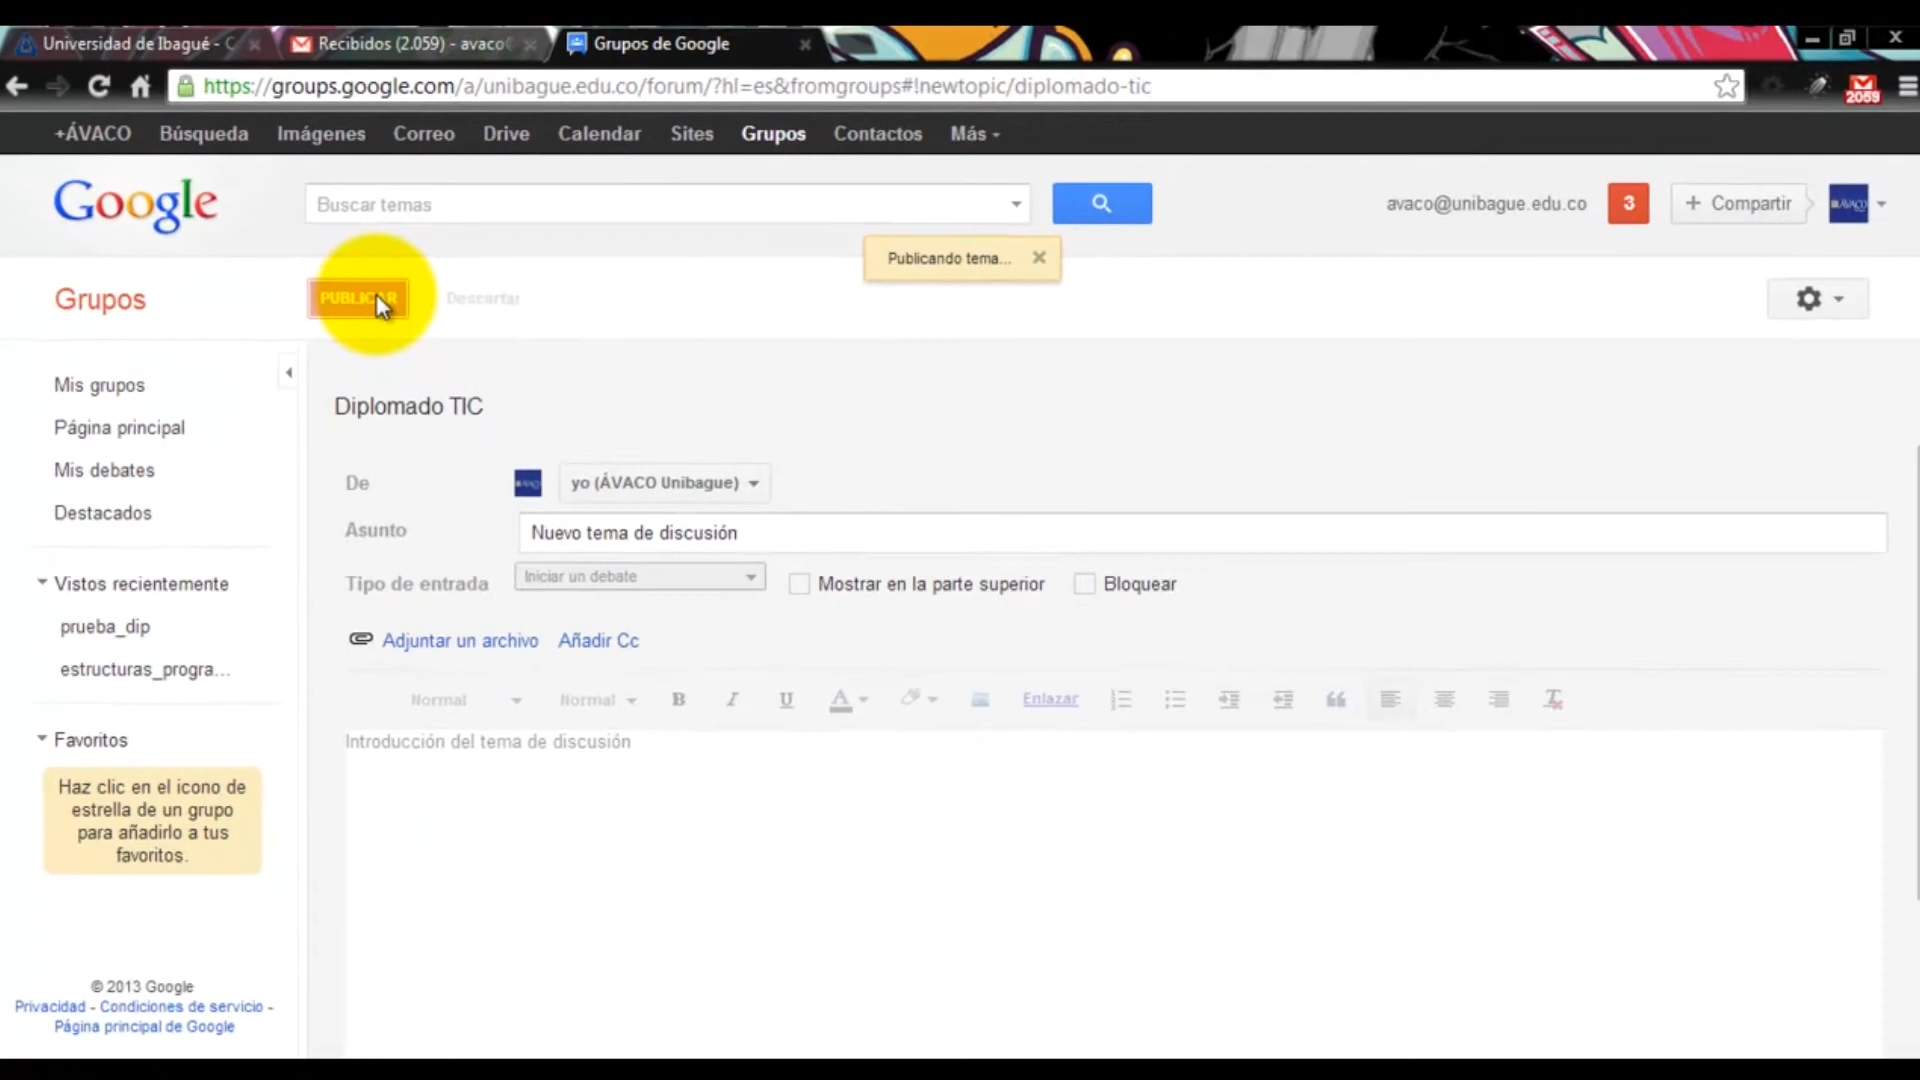 Universidad de Ibagué - C
Recibidos (2.059) - avaco@
Grupos de Google
https://groups.google.com/a/unibague.edu.co/forum/?hl=es&fromgroups#!newtopic/diplomado-tic
2059
+ÁVACO Búsqueda Imágenes Correo Drive Calendar Sites Grupos Contactos Más
Google
Buscar temas
avaco@unibague.edu.co
3
+ Compartir
ÁVACO
Publicando tema...
Grupos
PUBLICAR
Descartar
Mis grupos
Página principal
Mis debates
Destacados
Vistos recientemente
prueba_dip
estructuras_progra...
Favoritos
Haz clic en el icono de
estrella de un grupo
para añadirlo a tus
favoritos.
© 2013 Google
Privacidad - Condiciones de servicio -
Página principal de Google
Diplomado TIC
De yo (ÁVACO Unibague)
Asunto Nuevo tema de discusión
Tipo de entrada Iniciar un debate Mostrar en la parte superior Bloquear
Adjuntar un archivo Añadir Cc
Normal Normal B I U A Enlazar
Introducción del tema de discusión